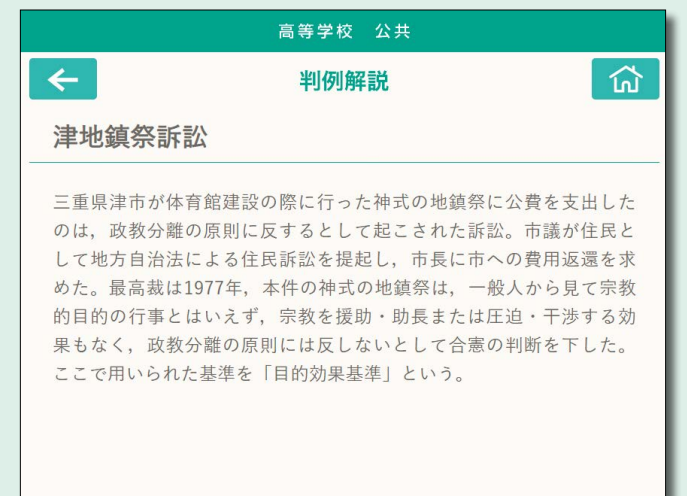 高等学校　公共
判例解説
津地鎮祭訴訟
三重県津市が体育館建設の際に行った神式の地鎮祭に公費を支出した
のは，政教分離の原則に反するとして起こされた訴訟。市議が住民と
して地方自治法による住民訴訟を提起し，市長に市への費用返還を求
めた。最高裁は1977年，本件の神式の地鎮祭は，一般人から見て宗教
的目的の行事とはいえず，宗教を援助・助長または圧迫・干渉する効
果もなく，政教分離の原則には反しないとして合憲の判断を下した。
ここで用いられた基準を「目的効果基準」という。